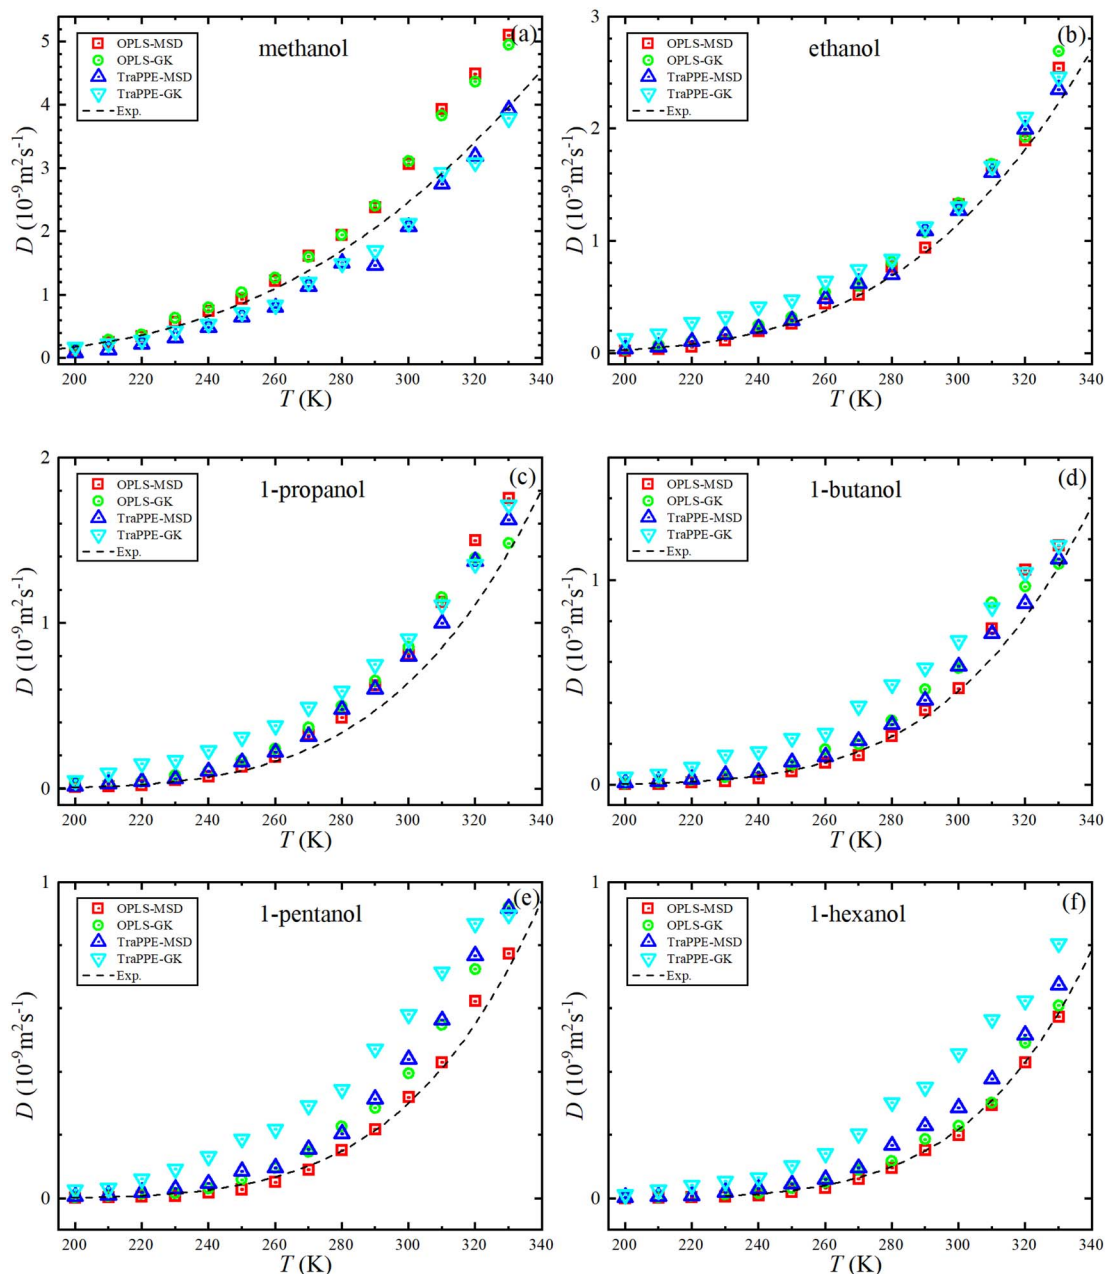 (a)
methanol
OPLS-MSD
OPLS-GK
TraPPE-MSD
TraPPE-GK
Exp.
5
4
3
2
1
0
D (10⁻⁹m²s⁻¹)
200 220 240 260 280 300 320 340
T (K)
(b)
ethanol
OPLS-MSD
OPLS-GK
TraPPE-MSD
TraPPE-GK
Exp.
3
2
1
0
D (10⁻⁹m²s⁻¹)
200 220 240 260 280 300 320 340
T (K)
(c)
1-propanol
OPLS-MSD
OPLS-GK
TraPPE-MSD
TraPPE-GK
Exp.
2
1
0
D (10⁻⁹m²s⁻¹)
200 220 240 260 280 300 320 340
T (K)
(d)
1-butanol
OPLS-MSD
OPLS-GK
TraPPE-MSD
TraPPE-GK
Exp.
1
0
D (10⁻⁹m²s⁻¹)
200 220 240 260 280 300 320 340
T (K)
(e)
1-pentanol
OPLS-MSD
OPLS-GK
TraPPE-MSD
TraPPE-GK
Exp.
1
0
D (10⁻⁹m²s⁻¹)
200 220 240 260 280 300 320 340
T (K)
(f)
1-hexanol
OPLS-MSD
OPLS-GK
TraPPE-MSD
TraPPE-GK
Exp.
1
0
D (10⁻⁹m²s⁻¹)
200 220 240 260 280 300 320 340
T (K)